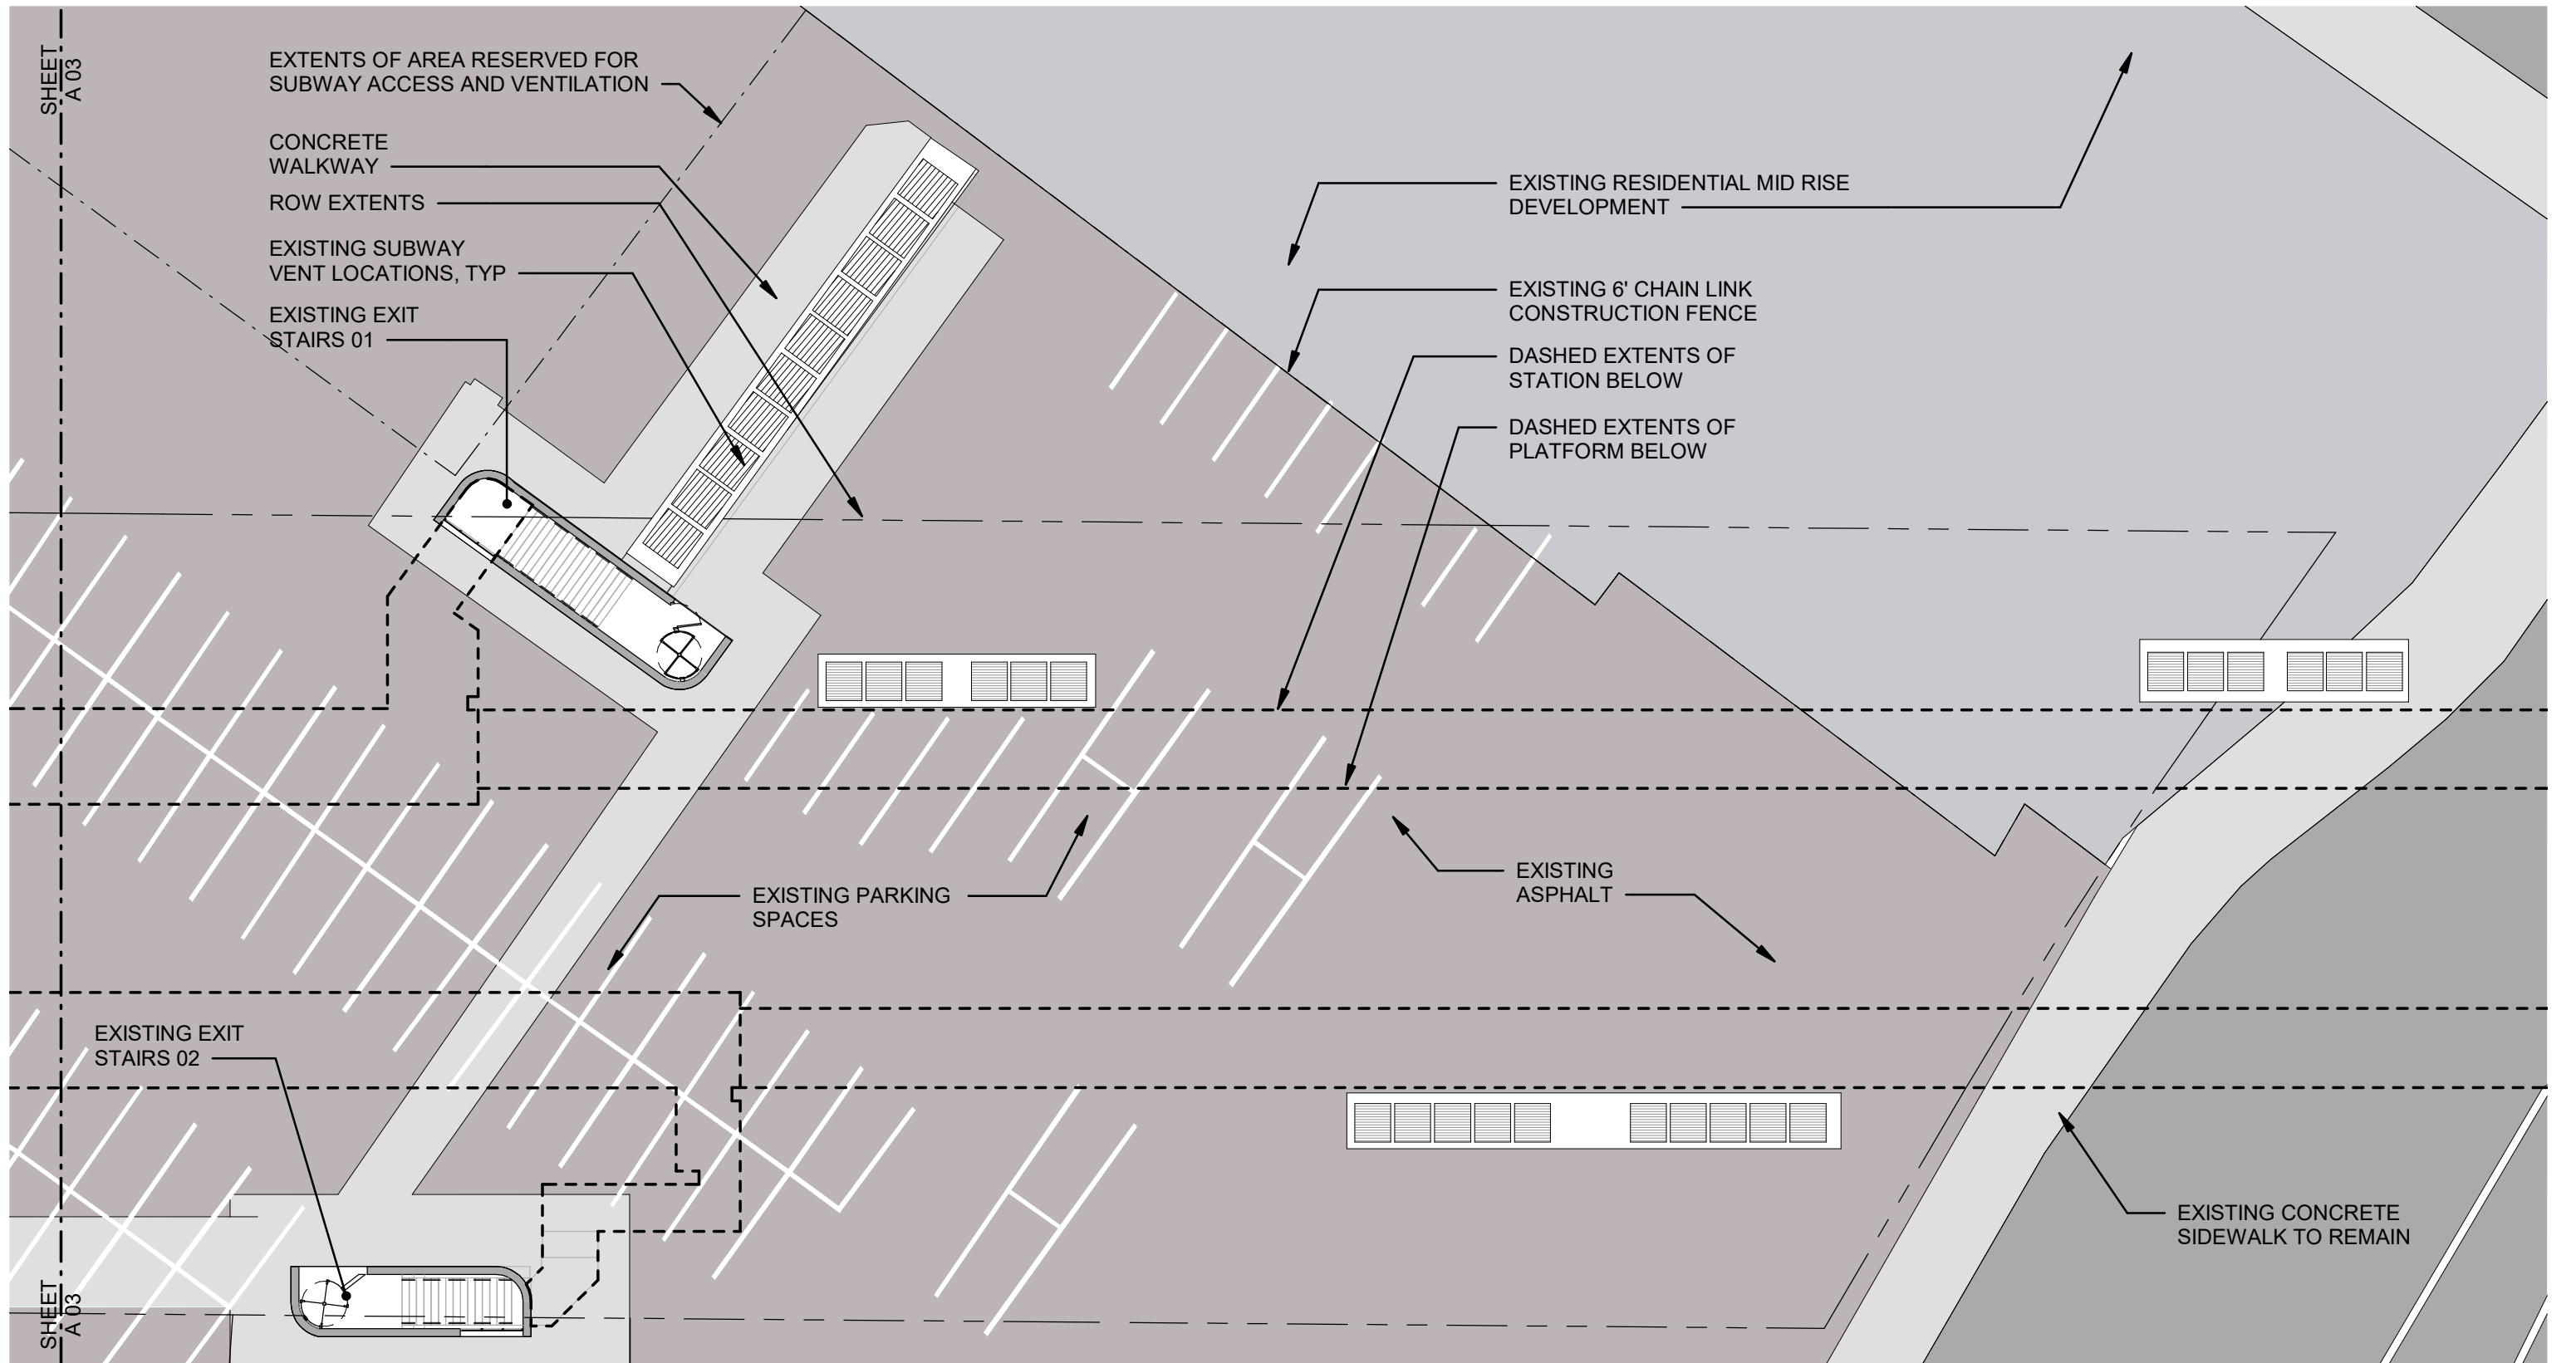 SHEET
A 03
EXTENTS OF AREA RESERVED FOR
SUBWAY ACCESS AND VENTILATION
CONCRETE
WALKWAY
ROW EXTENTS
EXISTING SUBWAY
VENT LOCATIONS, TYP
EXISTING EXIT
STAIRS 01
EXISTING RESIDENTIAL MID RISE
DEVELOPMENT
EXISTING 6' CHAIN LINK
CONSTRUCTION FENCE
DASHED EXTENTS OF
STATION BELOW
DASHED EXTENTS OF
PLATFORM BELOW
EXISTING PARKING
SPACES
EXISTING
ASPHALT
EXISTING EXIT
STAIRS 02
EXISTING CONCRETE
SIDEWALK TO REMAIN
SHEET
A 03